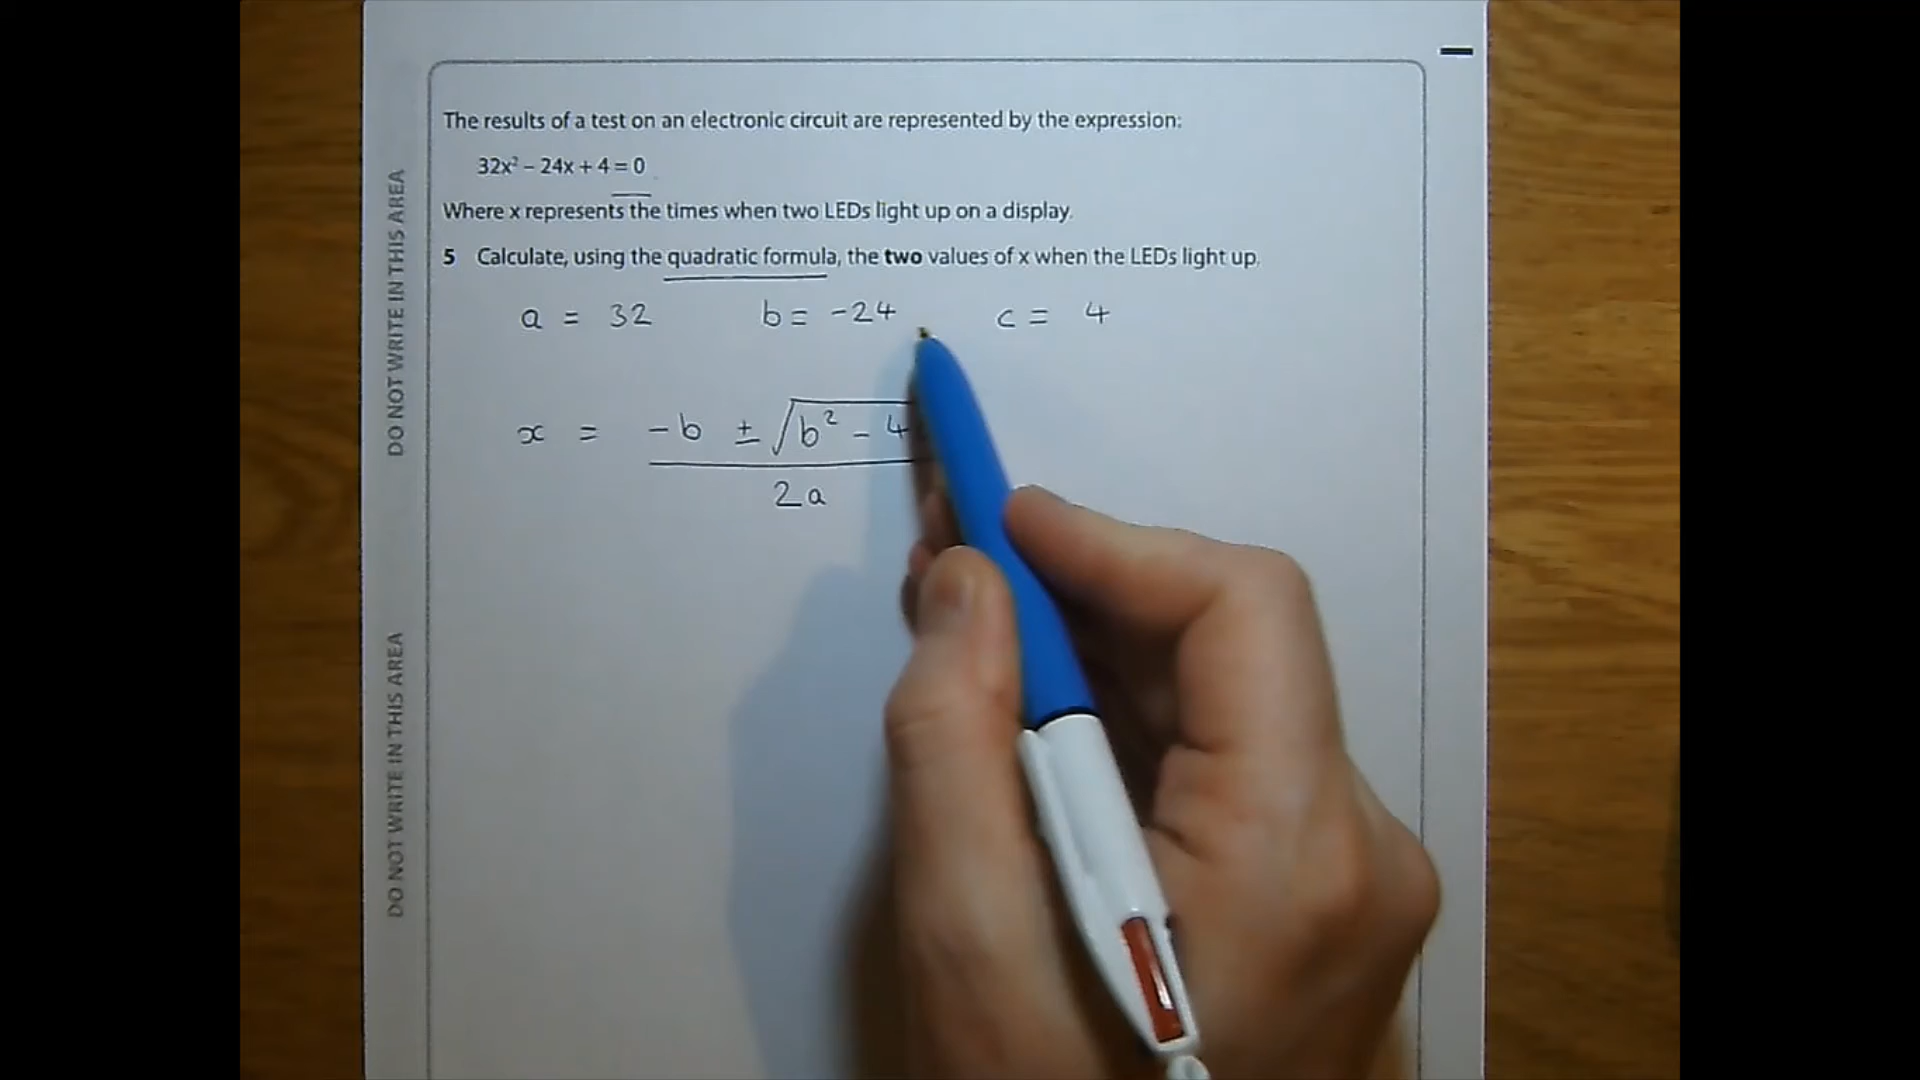 The results of a test on an electronic circuit are represented by the expression:
32x² – 24x + 4 = 0
Where x represents the times when two LEDs light up on a display.
5 Calculate, using the quadratic formula, the two values of x when the LEDs light up.
a = 32 b = -24 c = 4
x = -b ± √b² - 4
2a
DO NOT WRITE IN THIS AREA
DO NOT WRITE IN THIS AREA